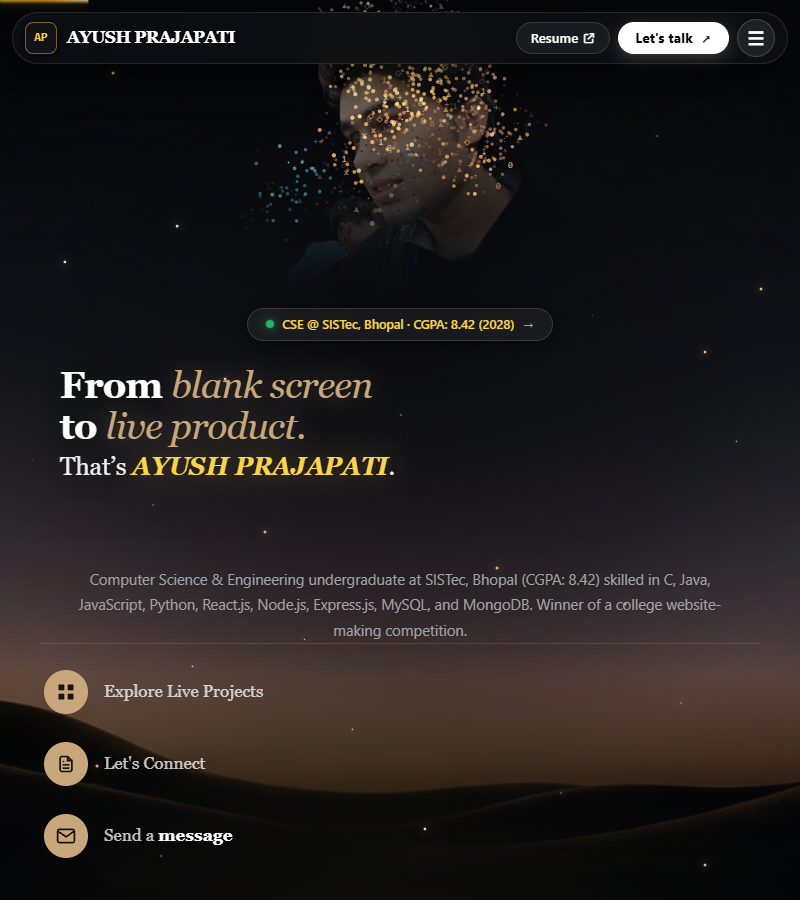 AP
AYUSH PRAJAPATI
Resume
Let's talk ↗
CSE @ SISTec, Bhopal · CGPA: 8.42 (2028) →
From blank screen
to live product.
That’s AYUSH PRAJAPATI.
Computer Science & Engineering undergraduate at SISTec, Bhopal (CGPA: 8.42) skilled in C, Java,
JavaScript, Python, React.js, Node.js, Express.js, MySQL, and MongoDB. Winner of a college website-
making competition.
Explore Live Projects
Let's Connect
Send a message